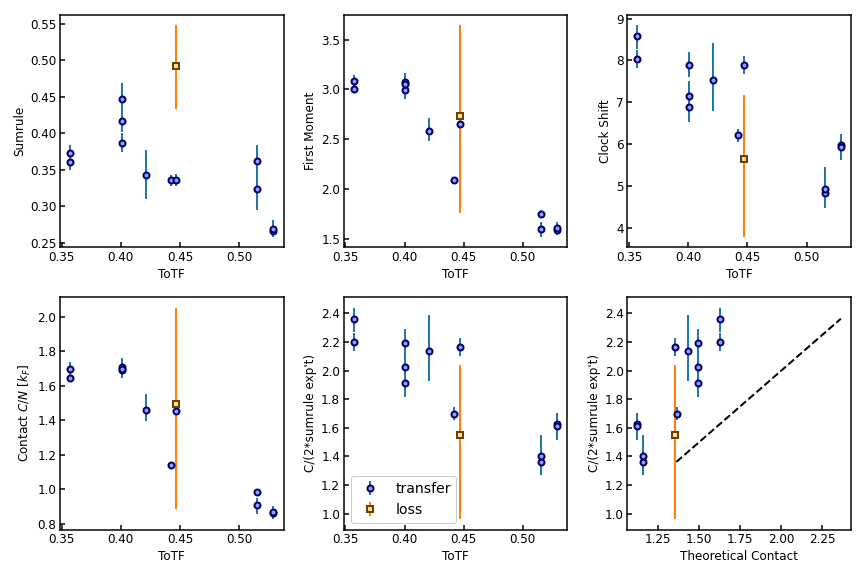 0.55
0.50
0.45
0.40
0.35
0.30
0.25
Sumrule
0.35 0.40 0.45 0.50
ToTF
3.5
3.0
2.5
2.0
1.5
First Moment
0.35 0.40 0.45 0.50
ToTF
9
8
7
6
5
4
Clock Shift
0.35 0.40 0.45 0.50
ToTF
2.0
1.8
1.6
1.4
1.2
1.0
0.8
Contact C/N [k_F]
0.35 0.40 0.45 0.50
ToTF
2.4
2.2
2.0
1.8
1.6
1.4
1.2
1.0
C/(2*sumrule exp't)
transfer
loss
0.35 0.40 0.45 0.50
ToTF
2.4
2.2
2.0
1.8
1.6
1.4
1.2
1.0
C/(2*sumrule exp't)
1.25 1.50 1.75 2.00 2.25
Theoretical Contact